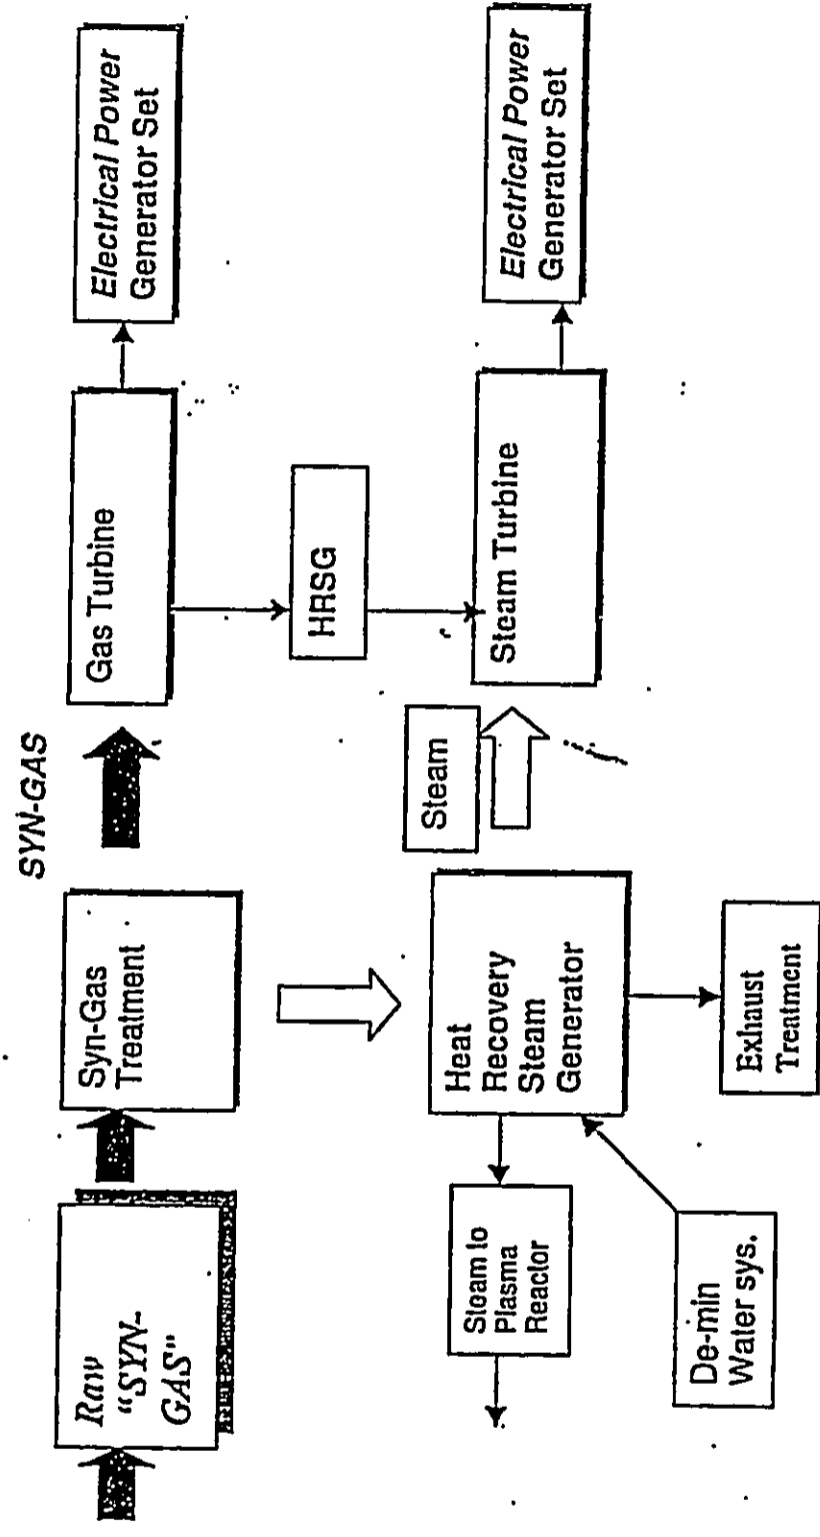 SYN-GAS
Raw
“SYN-
GAS"
Syn-Gas
Treatment
Gas Turbine
Electrical Power
Generator Set
HRSG
Steam
Heat
Recovery
Steam
Generator
Steam Turbine
Electrical Power
Generator Set
Steam to
Plasma
Reactor
De-min
Water sys.
Exhaust
Treatment